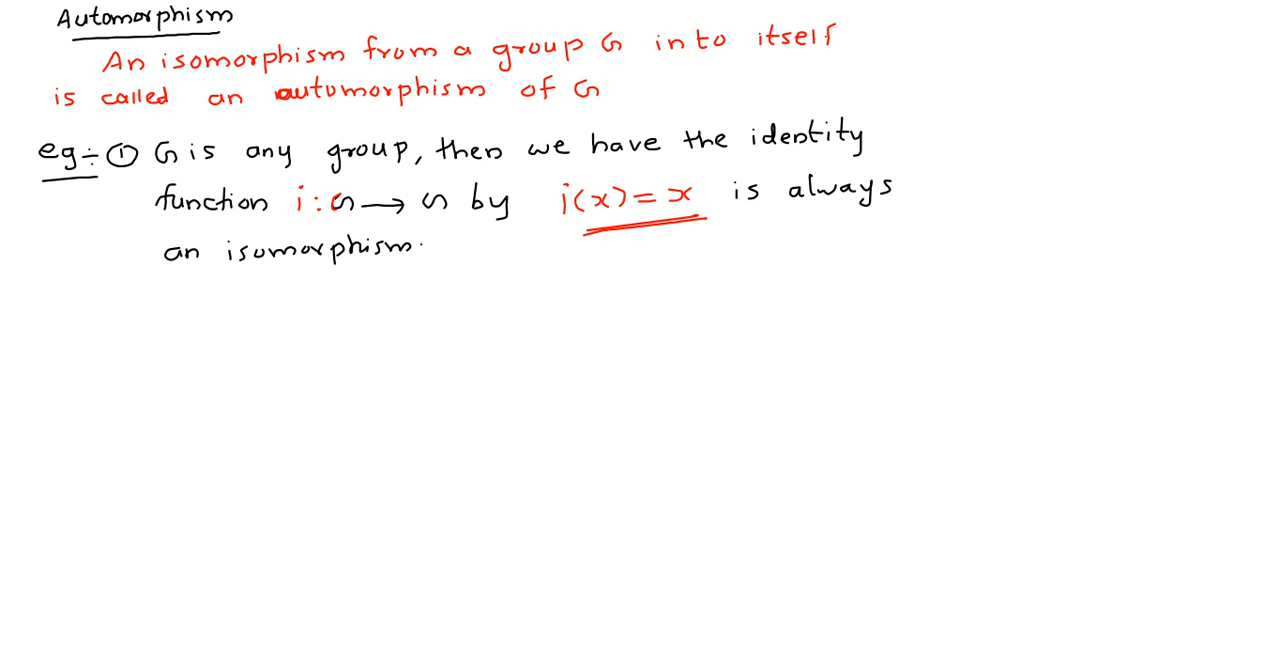 Automorphism
An isomorphism from a group G into itself
is called an automorphism of G
eg:- ① G is any group, then we have the identity
function i : G → G by i(x) = x is always
an isomorphism.